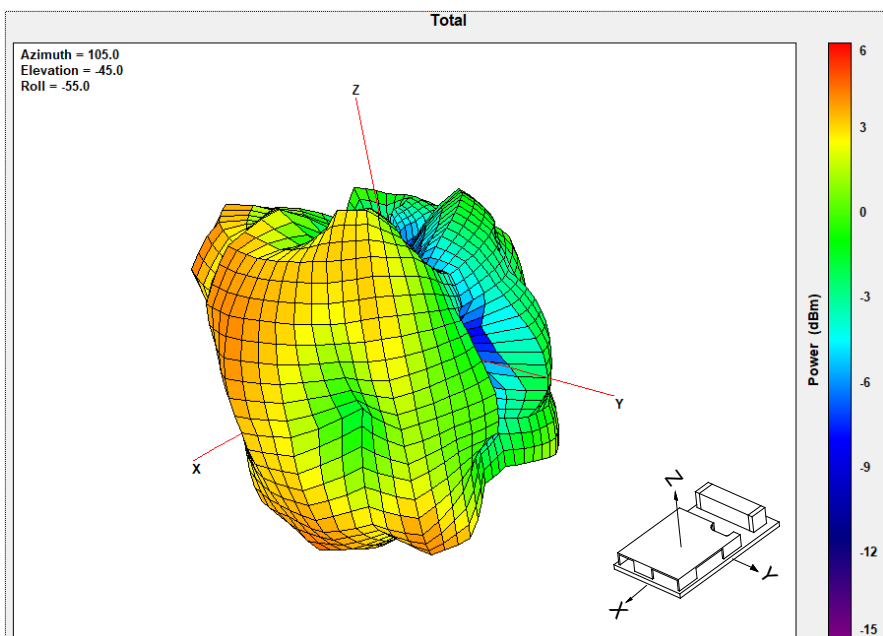 Total
Azimuth = 105.0
Elevation = -45.0
Roll = -55.0
Z
Y
X
Z
Y
X
6
3
0
-3
-6
-9
-12
-15
Power (dBm)